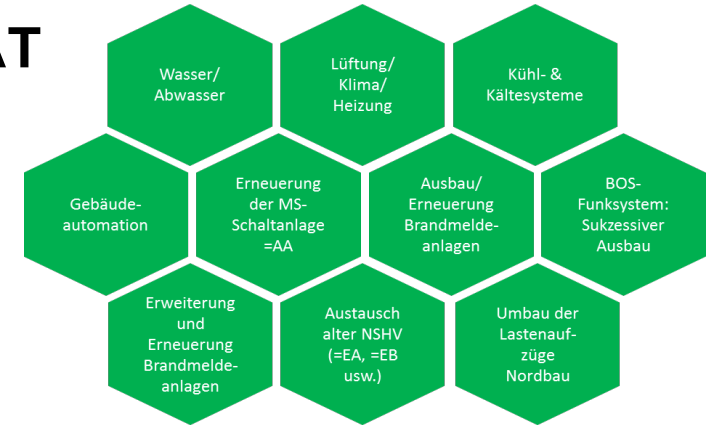 ÄT
Wasser/
Abwasser
Lüftung/
Klima/
Heizung
Kühl- &
Kältesysteme
Gebäude-
automation
Erneuerung
der MS-
Schaltanlage
=AA
Ausbau/
Erneuerung
Brandmelde-
anlagen
BOS-
Funksystem:
Sukzessiver
Ausbau
Erweiterung
und
Erneuerung
Brandmelde-
anlagen
Austausch
alter NSHV
(=EA, =EB
usw.)
Umbau der
Lastenauf-
züge
Nordbau